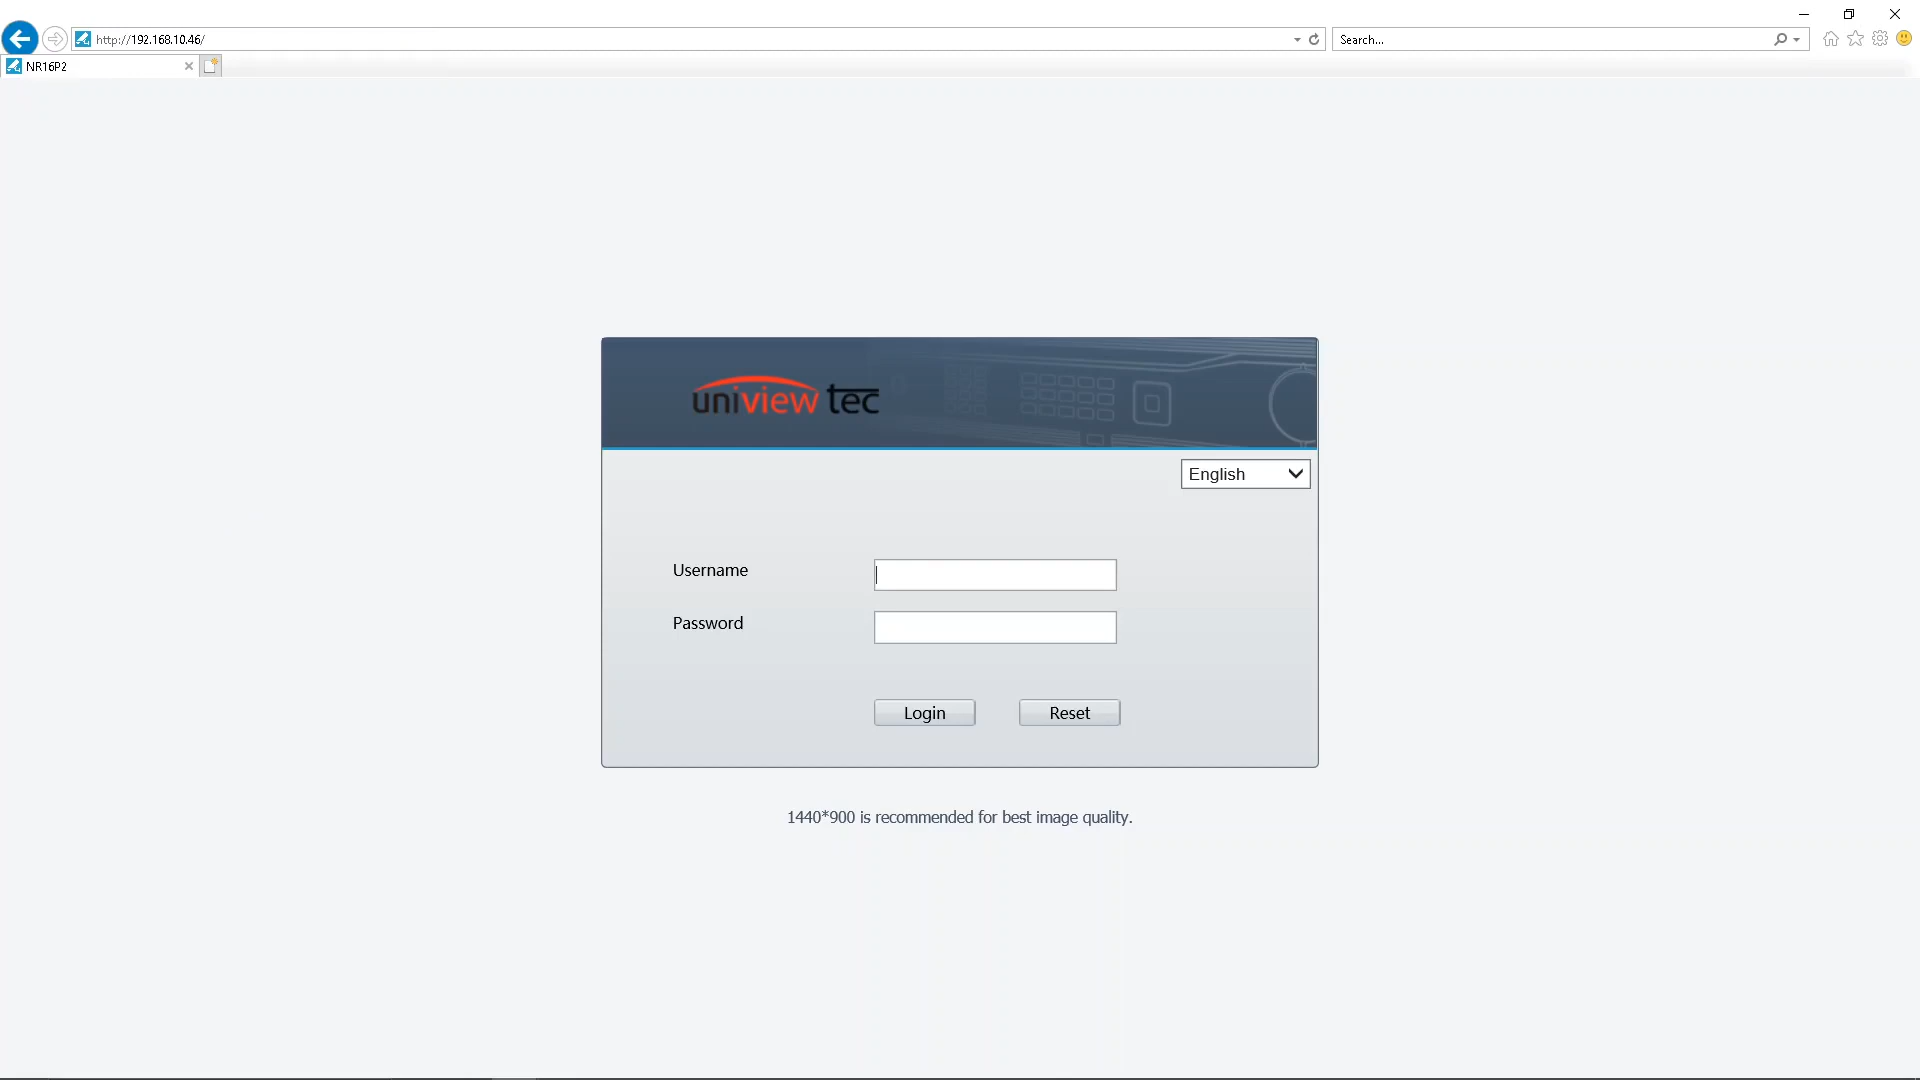 http://192.168.10.46/
Search...
NR16P2
uniview tec
English
Username
Password
Login
Reset
1440*900 is recommended for best image quality.